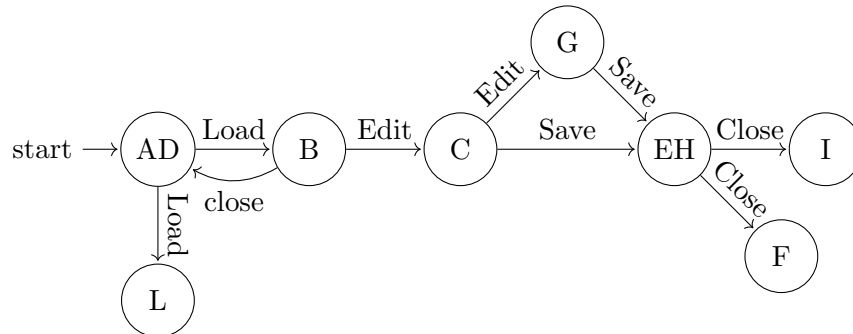 G
Edit
Save
start
AD
Load
B
Edit
C
Save
EH
Close
I
close
Load
Close
F
L